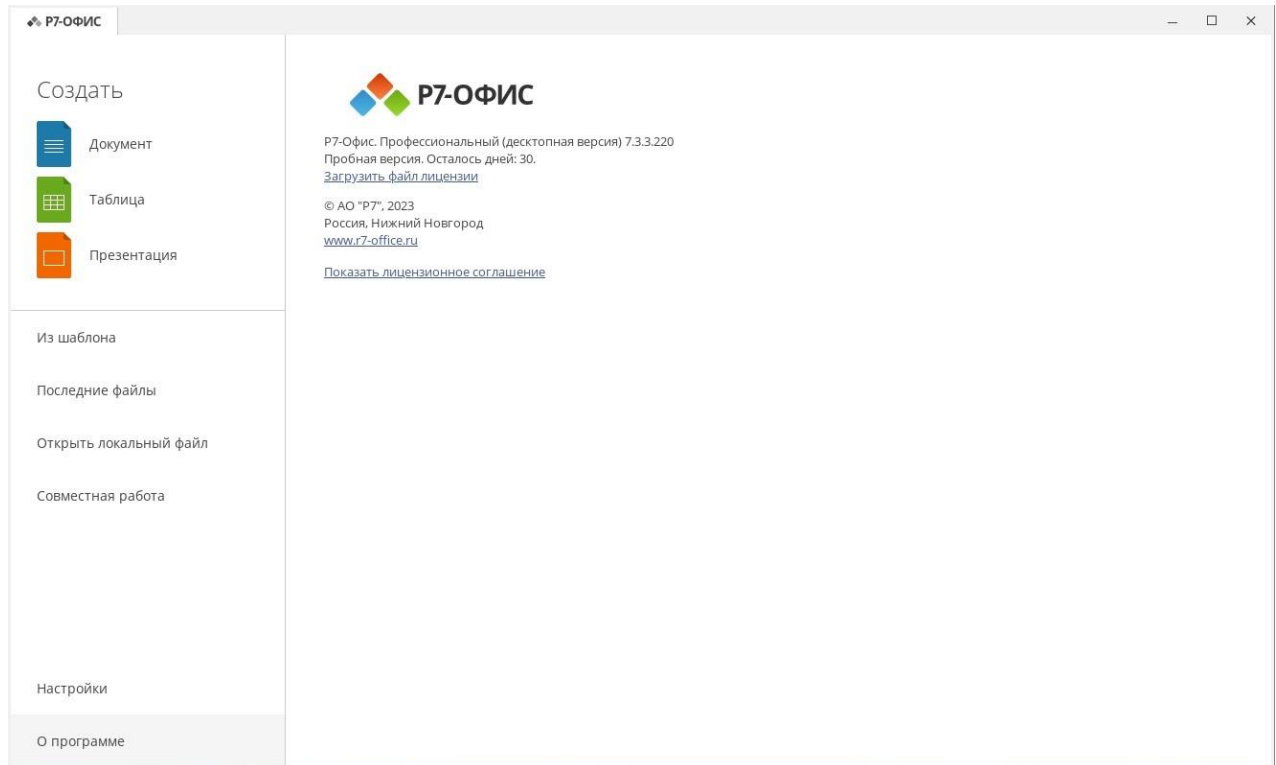 Р7-ОФИС
Создать
Документ
Таблица
Презентация
Из шаблона
Последние файлы
Открыть локальный файл
Совместная работа
Настройки
О программе
Р7-ОФИС
Р7-Офис. Профессиональный (десктопная версия) 7.3.3.220
Пробная версия. Осталось дней: 30.
Загрузить файл лицензии
© АО "Р7", 2023
Россия, Нижний Новгород
www.r7-office.ru
Показать лицензионное соглашение